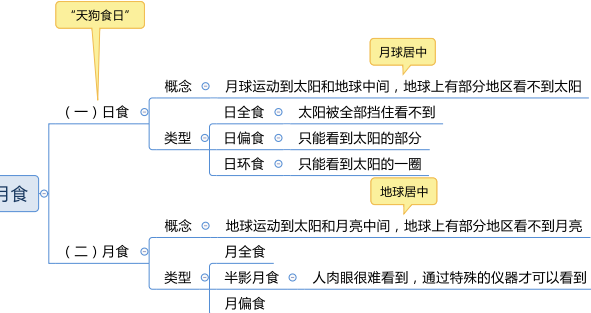 “天狗食日”
月球居中
概念
月球运动到太阳和地球中间，地球上有部分地区看不到太阳
（一）日食
日全食
太阳被全部挡住看不到
类型
日偏食
只能看到太阳的部分
日环食
只能看到太阳的一圈
月食
地球居中
概念
地球运动到太阳和月亮中间，地球上有部分地区看不到月亮
（二）月食
月全食
类型
半影月食
人肉眼很难看到，通过特殊的仪器才可以看到
月偏食